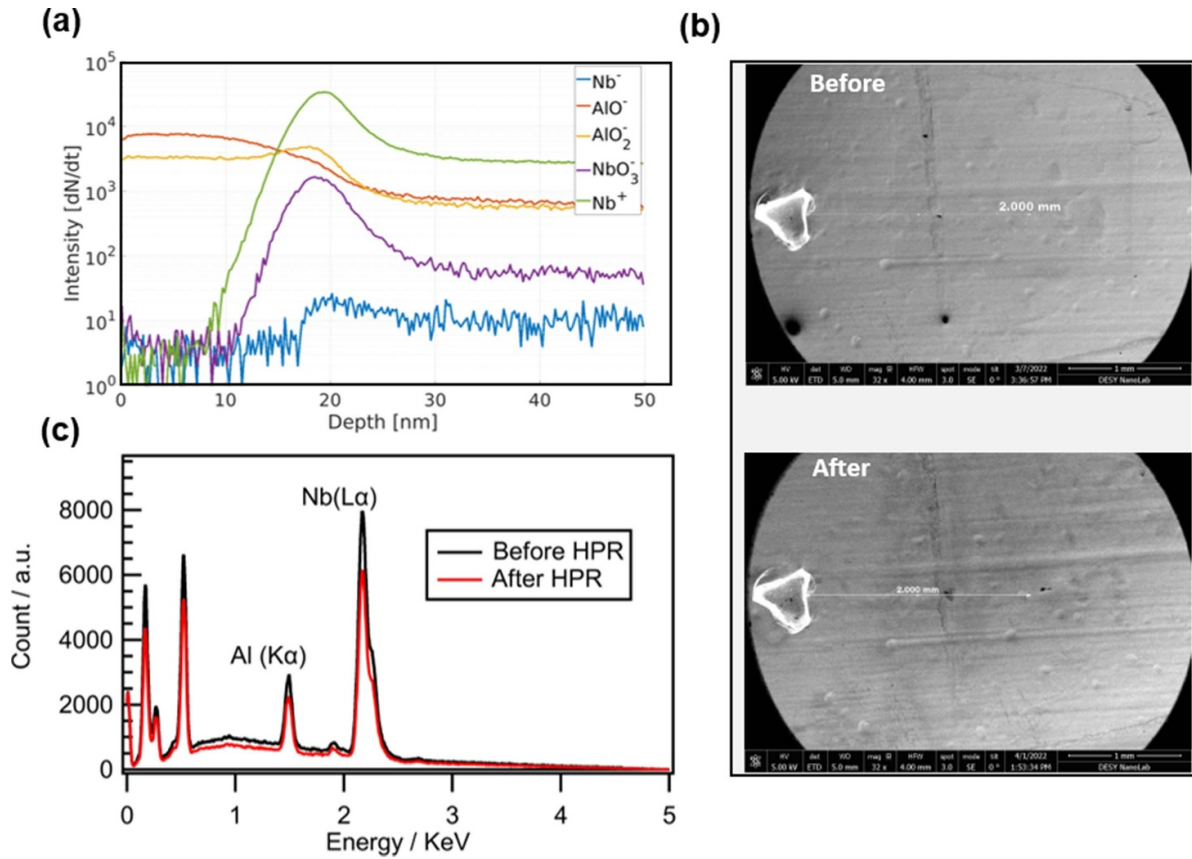 (a)
10^5
10^4
10^3
10^2
10^1
10^0
Intensity [dN/dt]
0 10 20 30 40 50
Depth [nm]
Nb^-
AlO^-
AlO_2^-
NbO_3^-
Nb^+
(b)
Before
2.000 mm
HV det WD mag HFW spot mode tilt 3/7/2022 1 mm
5.00 kV ETD 5.0 mm 32 x 4.00 mm 3.0 SE 0° 3:36:57 PM DESY NanoLab
After
2.000 mm
HV det WD mag HFW spot mode tilt 4/1/2022 1 mm
5.00 kV ETD 5.0 mm 32 x 4.00 mm 3.0 SE 0° 1:53:34 PM DESY NanoLab
(c)
Count / a.u.
8000
6000
4000
2000
0
Nb(Lα)
Al (Kα)
Before HPR
After HPR
0 1 2 3 4 5
Energy / KeV